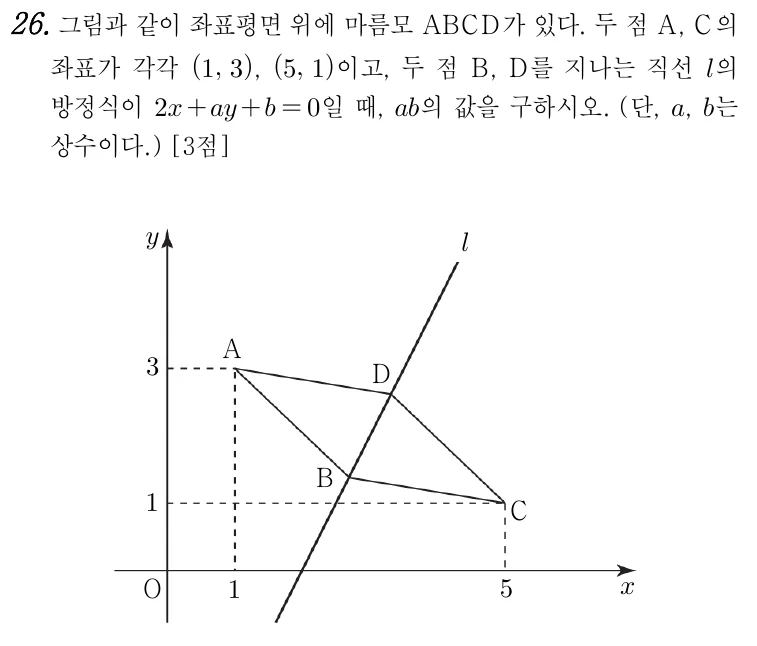 26. 그림과 같이 좌표평면 위에 마름모 ABCD가 있다. 두 점 A, C의
좌표가 각각 (1, 3), (5, 1)이고, 두 점 B, D를 지나는 직선 l의
방정식이 2x+ay+b=0일 때, ab의 값을 구하시오. (단, a, b는
상수이다.) [3점]
y
l
A
3
D
B
1
C
O
1
5
x